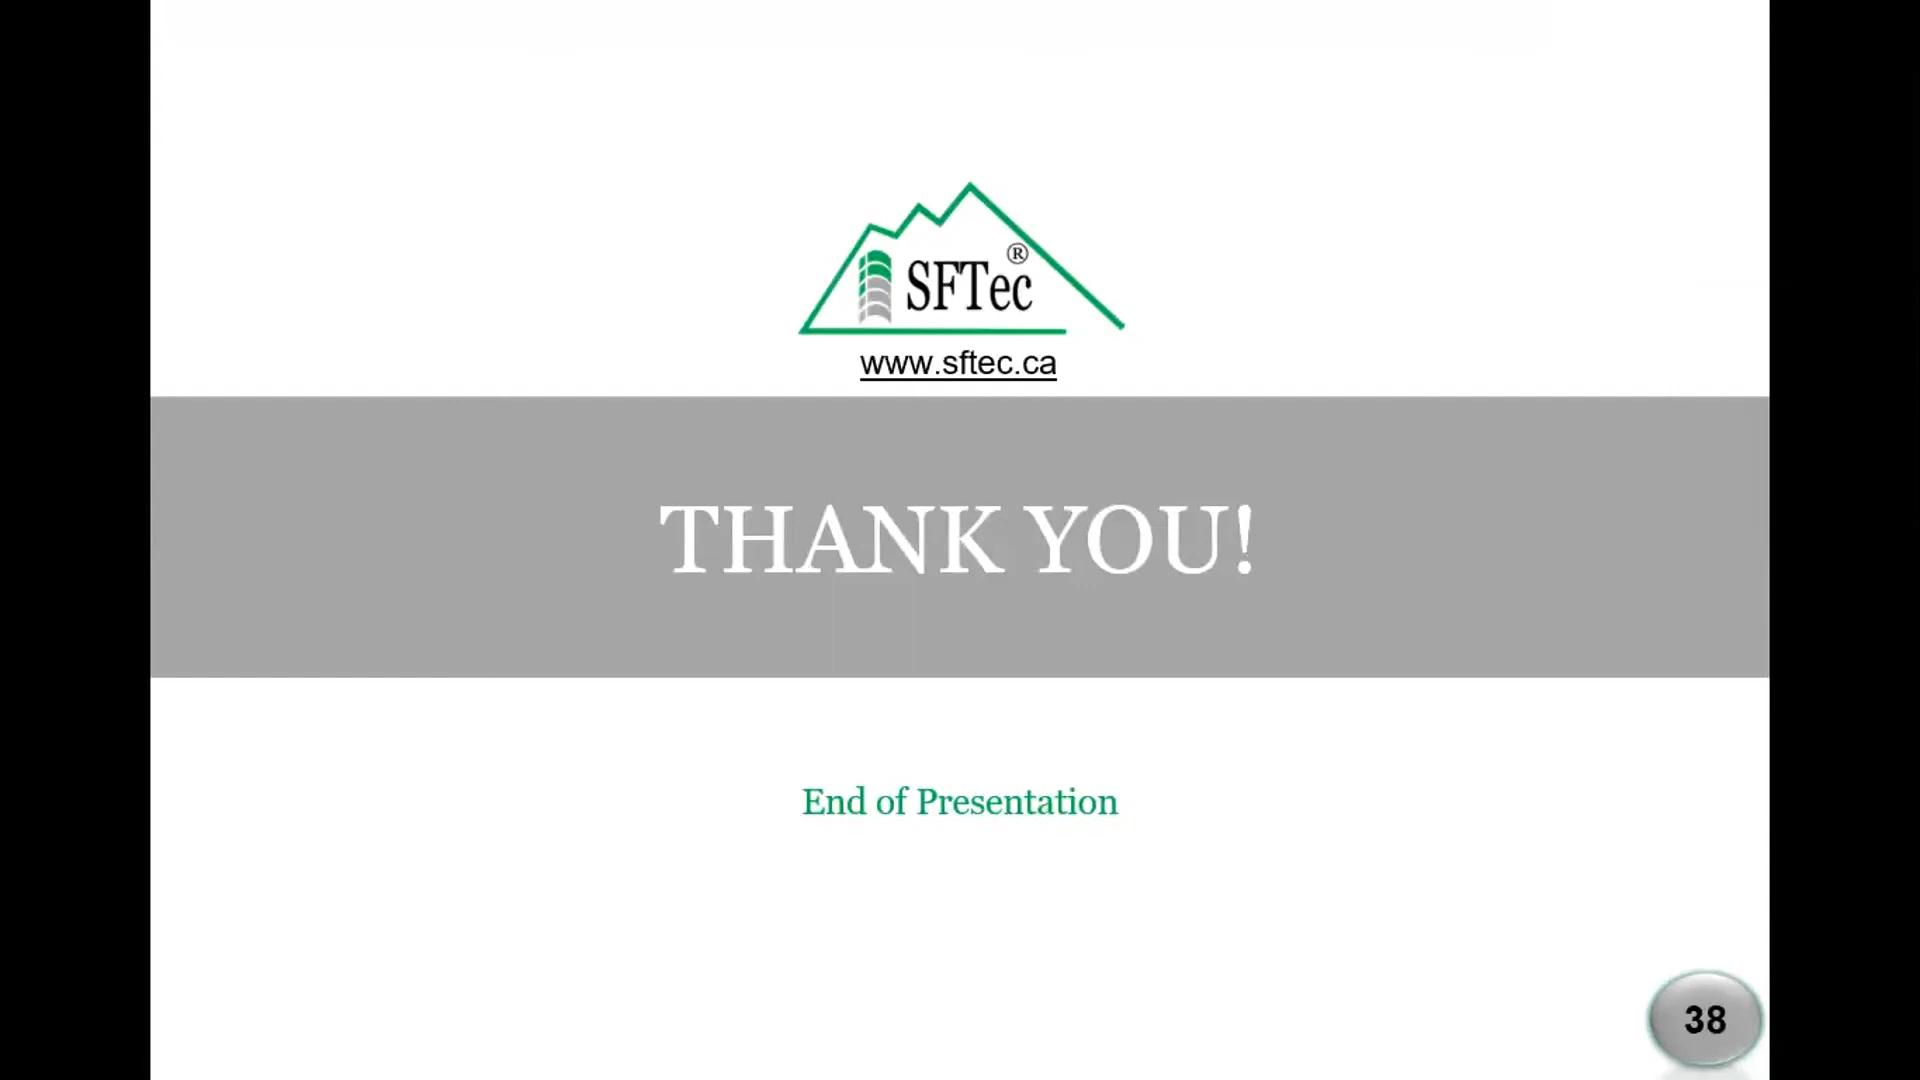 SFTec®
www.sftec.ca
THANK YOU!
End of Presentation
38